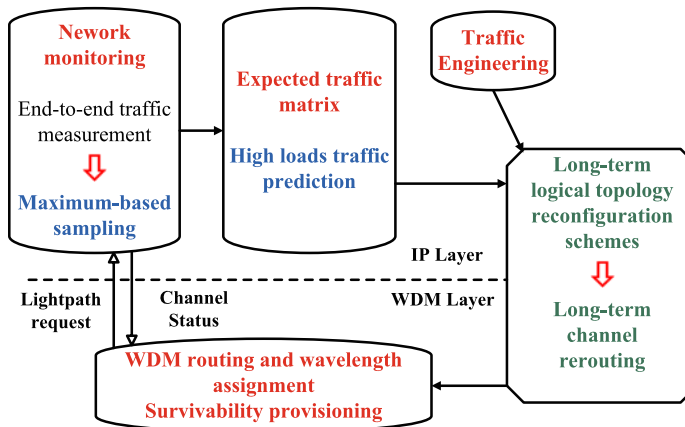 Nework
monitoring
End-to-end traffic
measurement
Maximum-based
sampling
Expected traffic
matrix
High loads traffic
prediction
Traffic
Engineering
Long-term
logical topology
reconfiguration
schemes
Long-term
channel
rerouting
IP Layer
WDM Layer
Lightpath
request
Channel
Status
WDM routing and wavelength
assignment
Survivability provisioning